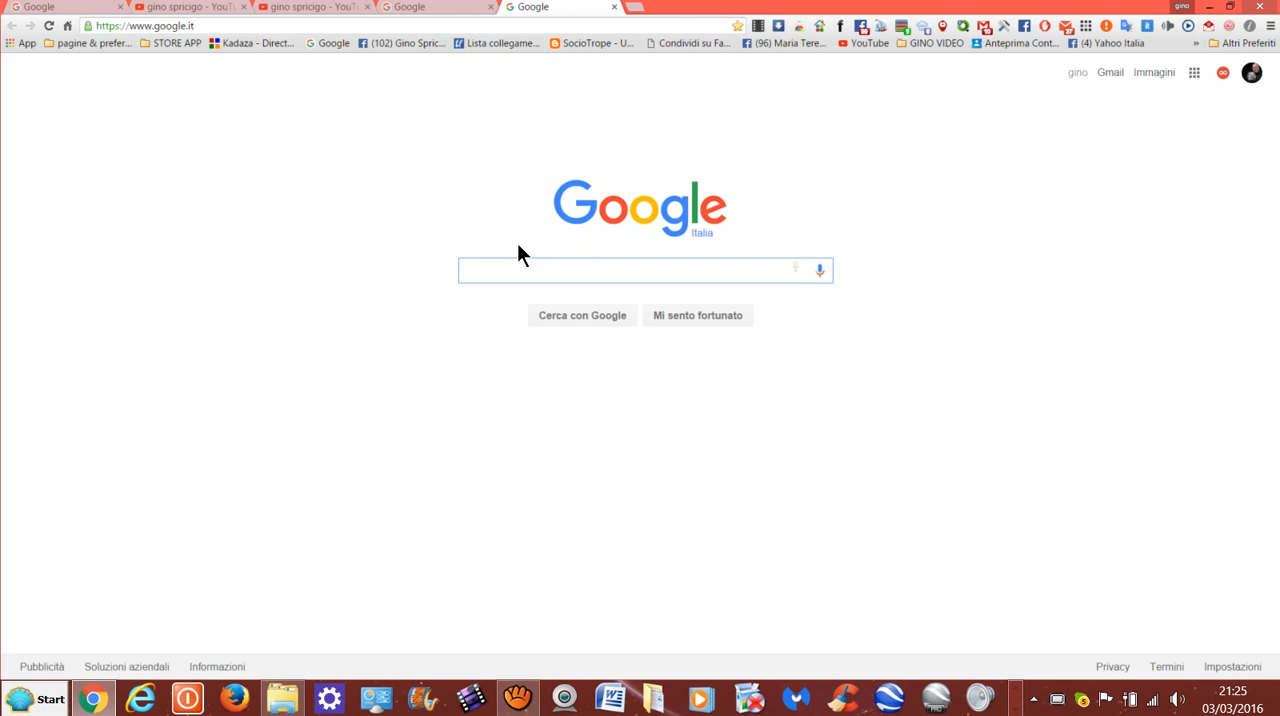 Google
gino spricigo - YouTu
gino spricigo - YouTu
Google
Google
gino
https://www.google.it
App
pagine & prefer...
STORE APP
Kadaza - Direct...
Google
(102) Gino Spric...
Lista collegame...
SocioTrope - U...
Condividi su Fa...
(96) Maria Tere...
YouTube
GINO VIDEO
Anteprima Cont...
(4) Yahoo Italia
»
Altri Preferiti
gino
Gmail
Immagini
Google
Italia
Cerca con Google
Mi sento fortunato
Pubblicità
Soluzioni aziendali
Informazioni
Privacy
Termini
Impostazioni
Start
21:25
03/03/2016